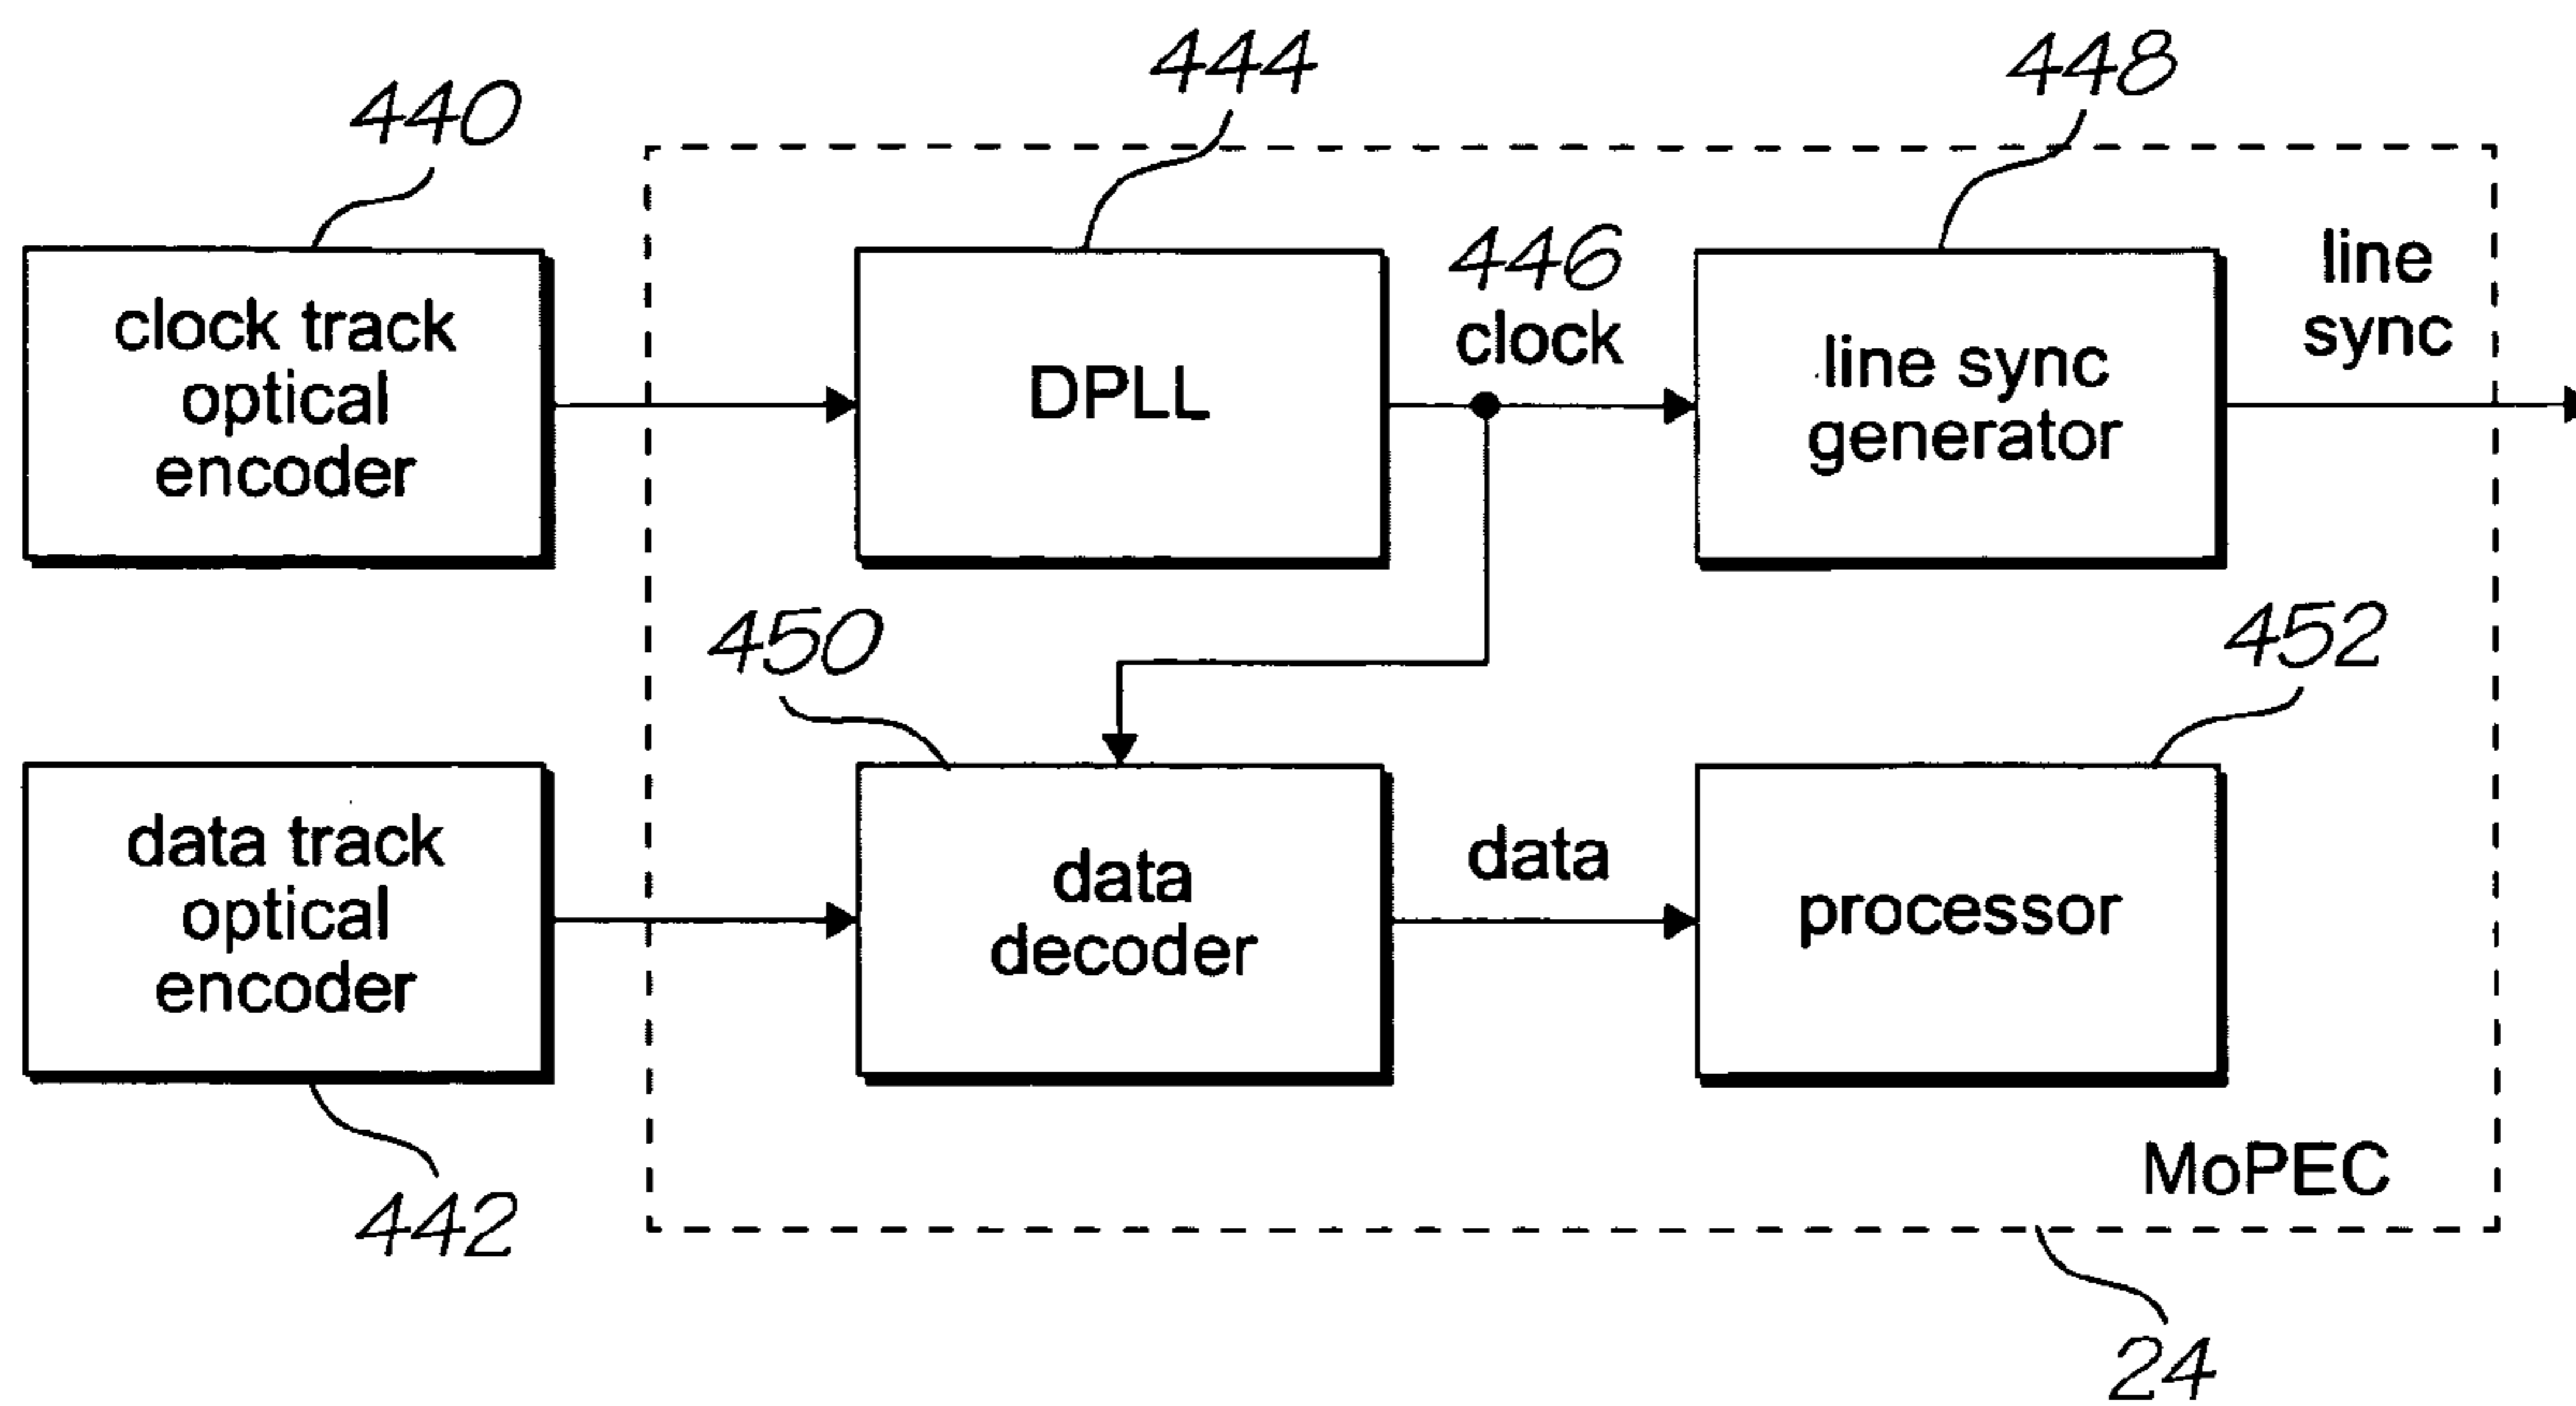 444
448
440
446
clock
line
sync
clock track
optical
encoder
DPLL
line sync
generator
450
452
data track
optical
encoder
data
decoder
data
processor
MoPEC
442
24